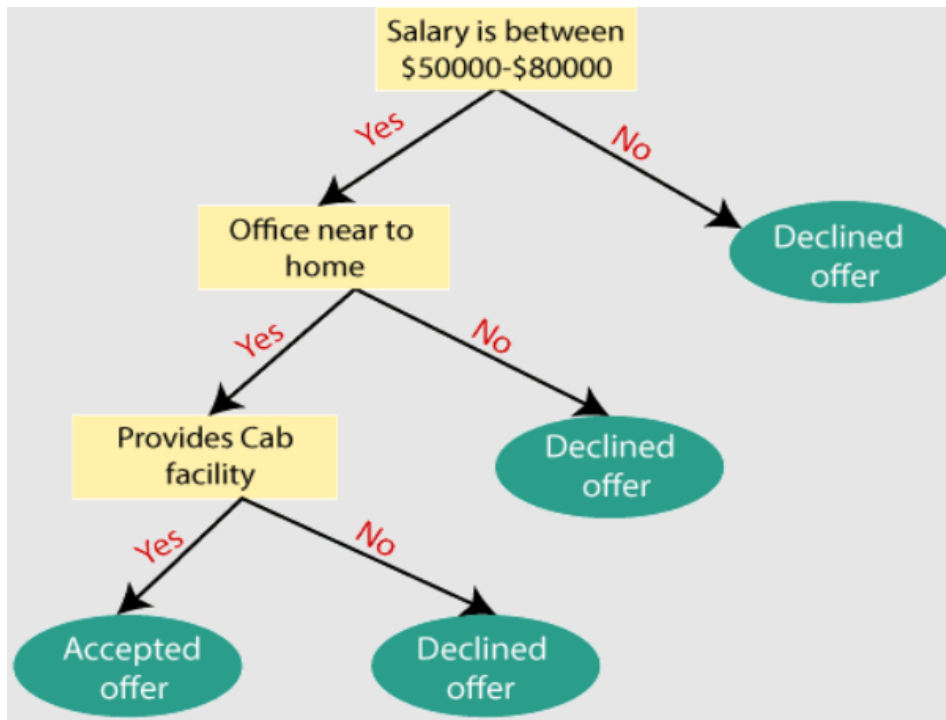 Salary is between
$50000-$80000
Yes
No
Office near to
home
Declined
offer
Yes
No
Provides Cab
facility
Declined
offer
Yes
No
Accepted
offer
Declined
offer